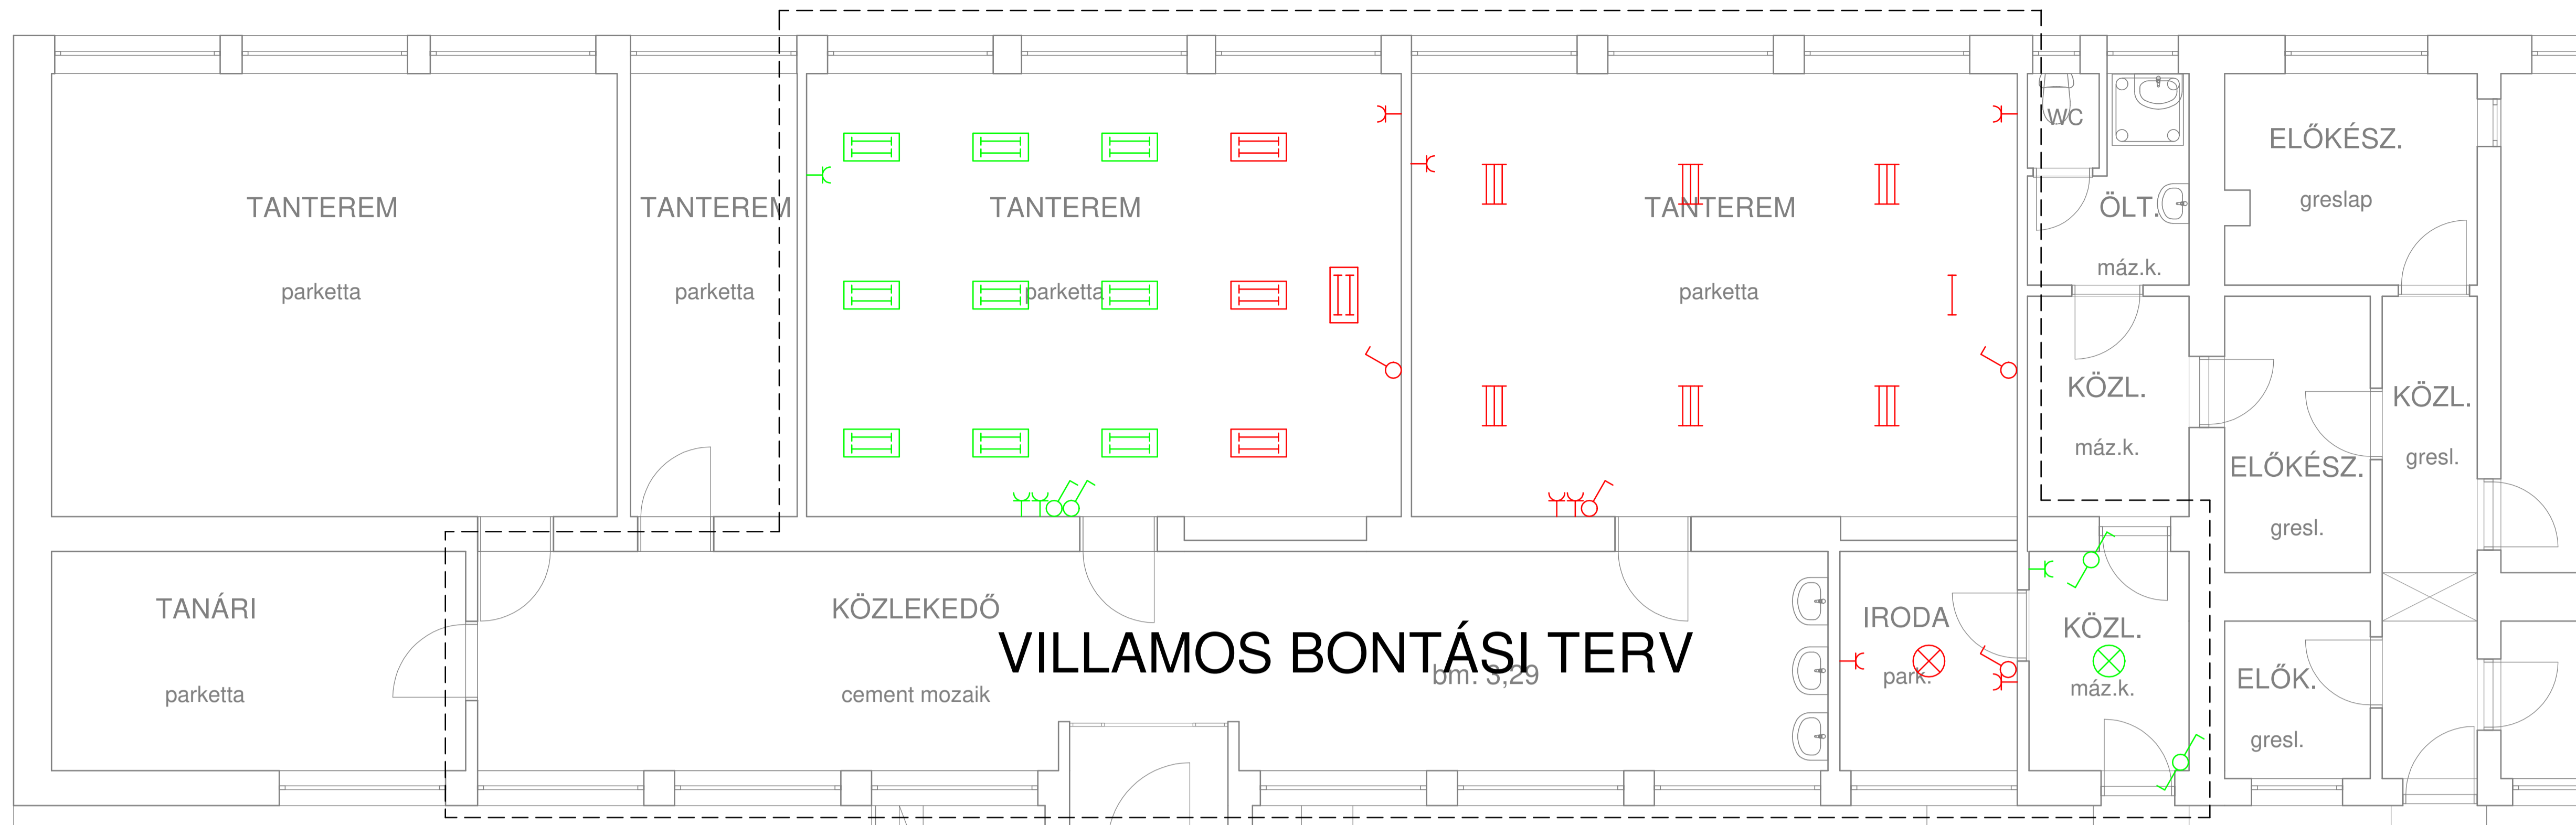 WC
ELŐKÉSZ.
greslap
TANTEREM
TANTEREM
TANTEREM
TANTEREM
ÖLT.
máz.k.
parketta
parketta
parketta
parketta
KÖZL.
máz.k.
KÖZL.
gresl.
ELŐKÉSZ.
gresl.
TANÁRI
parketta
KÖZLEKEDŐ
cement mozaik
VILLAMOS BONTÁSI TERV
bm. 3,29
IRODA
park.
KÖZL.
máz.k.
ELŐK.
gresl.